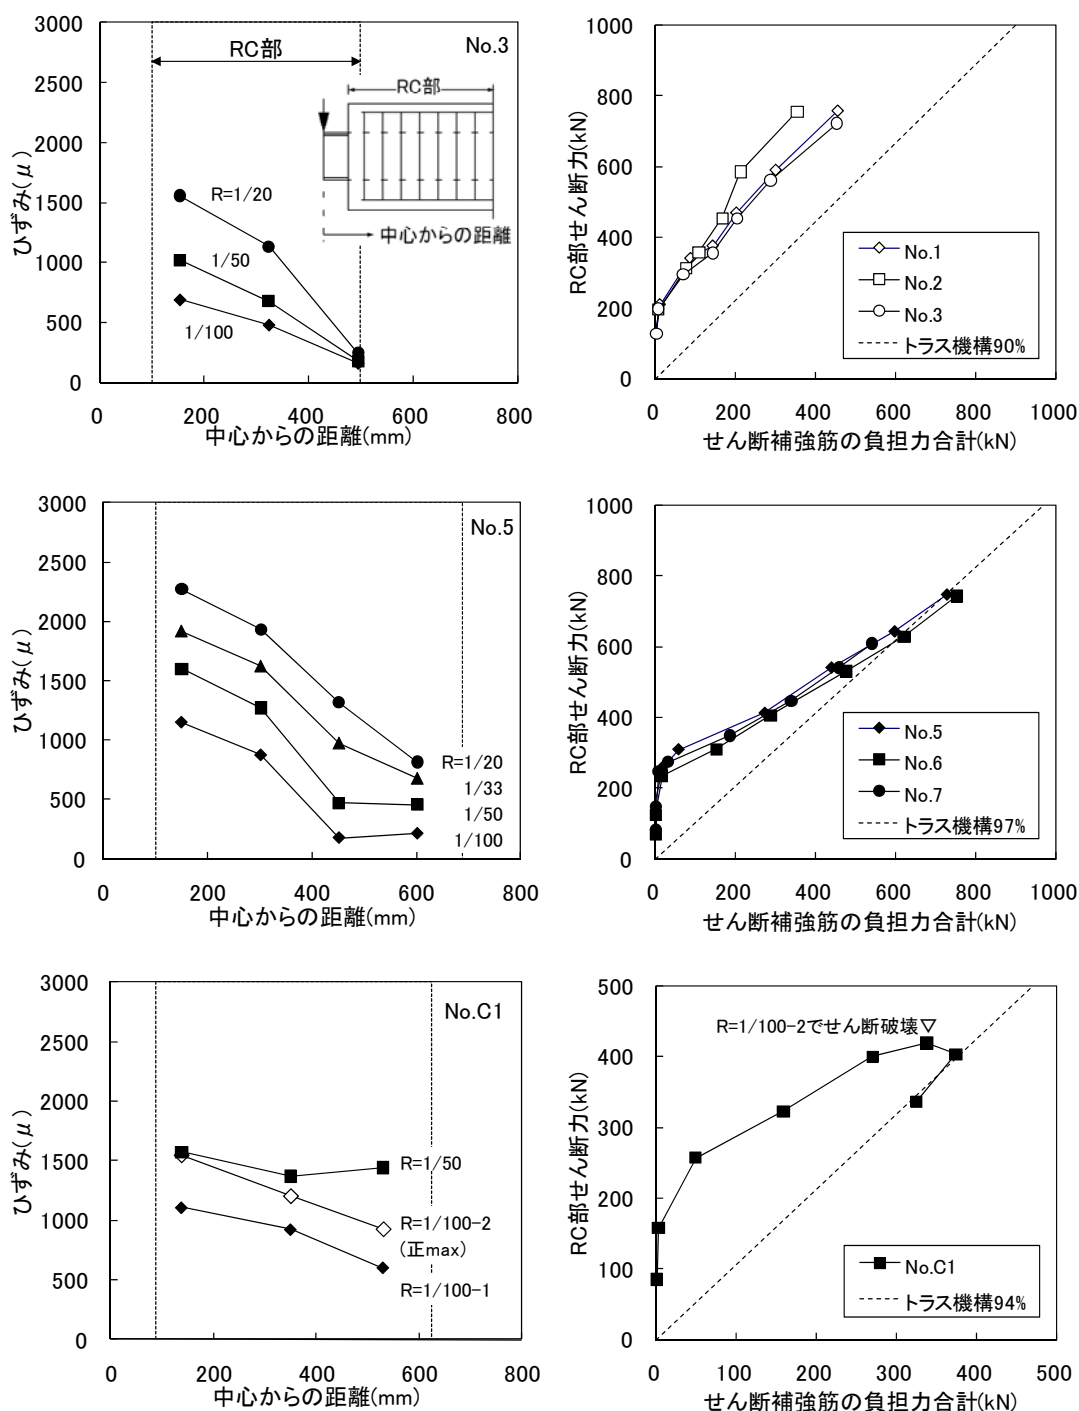 3000
2500
2000
1500
1000
500
0
0
200
400
600
800
ひずみ(μ)
中心からの距離(mm)
No.3
RC部
RC部
中心からの距離
R=1/20
1/50
1/100
1000
800
600
400
200
0
0
200
400
600
800
1000
RC部せん断力(kN)
せん断補強筋の負担力合計(kN)
No.1
No.2
No.3
トラス機構90%
3000
2500
2000
1500
1000
500
0
0
200
400
600
800
ひずみ(μ)
中心からの距離(mm)
No.5
R=1/20
1/33
1/50
1/100
1000
800
600
400
200
0
0
200
400
600
800
1000
RC部せん断力(kN)
せん断補強筋の負担力合計(kN)
No.5
No.6
No.7
トラス機構97%
3000
2500
2000
1500
1000
500
0
0
200
400
600
800
ひずみ(μ)
中心からの距離(mm)
No.C1
R=1/50
R=1/100-2
(正max)
R=1/100-1
500
400
300
200
100
0
0
100
200
300
400
500
RC部せん断力(kN)
せん断補強筋の負担力合計(kN)
R=1/100-2でせん断破壊▽
No.C1
トラス機構94%